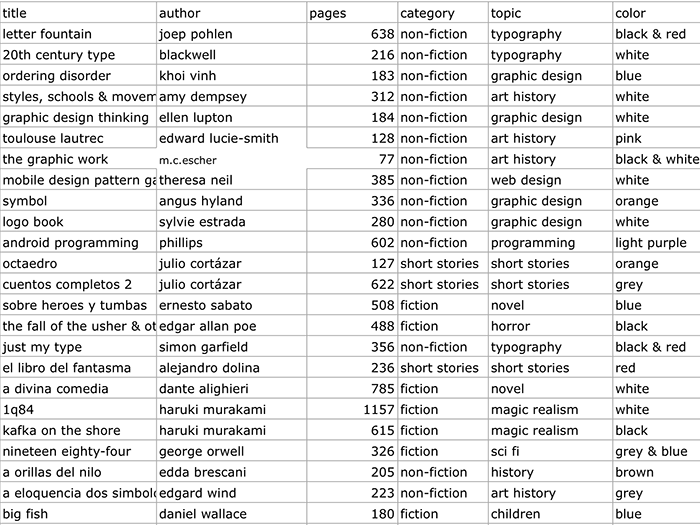 title author pages category topic color
letter fountain joep pohlen 638 non-fiction typography black & red
20th century type blackwell 216 non-fiction typography white
ordering disorder khoi vinh 183 non-fiction graphic design blue
styles, schools & movem amy dempsey 312 non-fiction art history white
graphic design thinking ellen lupton 184 non-fiction graphic design white
toulouse lautrec edward lucie-smith 128 non-fiction art history pink
the graphic work m.c.escher 77 non-fiction art history black & white
mobile design pattern ga theresa neil 385 non-fiction web design white
symbol angus hyland 336 non-fiction graphic design orange
logo book sylvie estrada 280 non-fiction graphic design white
android programming phillips 602 non-fiction programming light purple
octaedro julio cortázar 127 short stories short stories orange
cuentos completos 2 julio cortázar 622 short stories short stories grey
sobre heroes y tumbas ernesto sabato 508 fiction novel blue
the fall of the usher & ot edgar allan poe 488 fiction horror black
just my type simon garfield 356 non-fiction typography black & red
el libro del fantasma alejandro dolina 236 short stories short stories red
a divina comedia dante alighieri 785 fiction novel white
1q84 haruki murakami 1157 fiction magic realism white
kafka on the shore haruki murakami 615 fiction magic realism black
nineteen eighty-four george orwell 326 fiction sci fi grey & blue
a orillas del nilo edda brescani 205 non-fiction history brown
a eloquencia dos simbolo edgard wind 223 non-fiction art history grey
big fish daniel wallace 180 fiction children blue